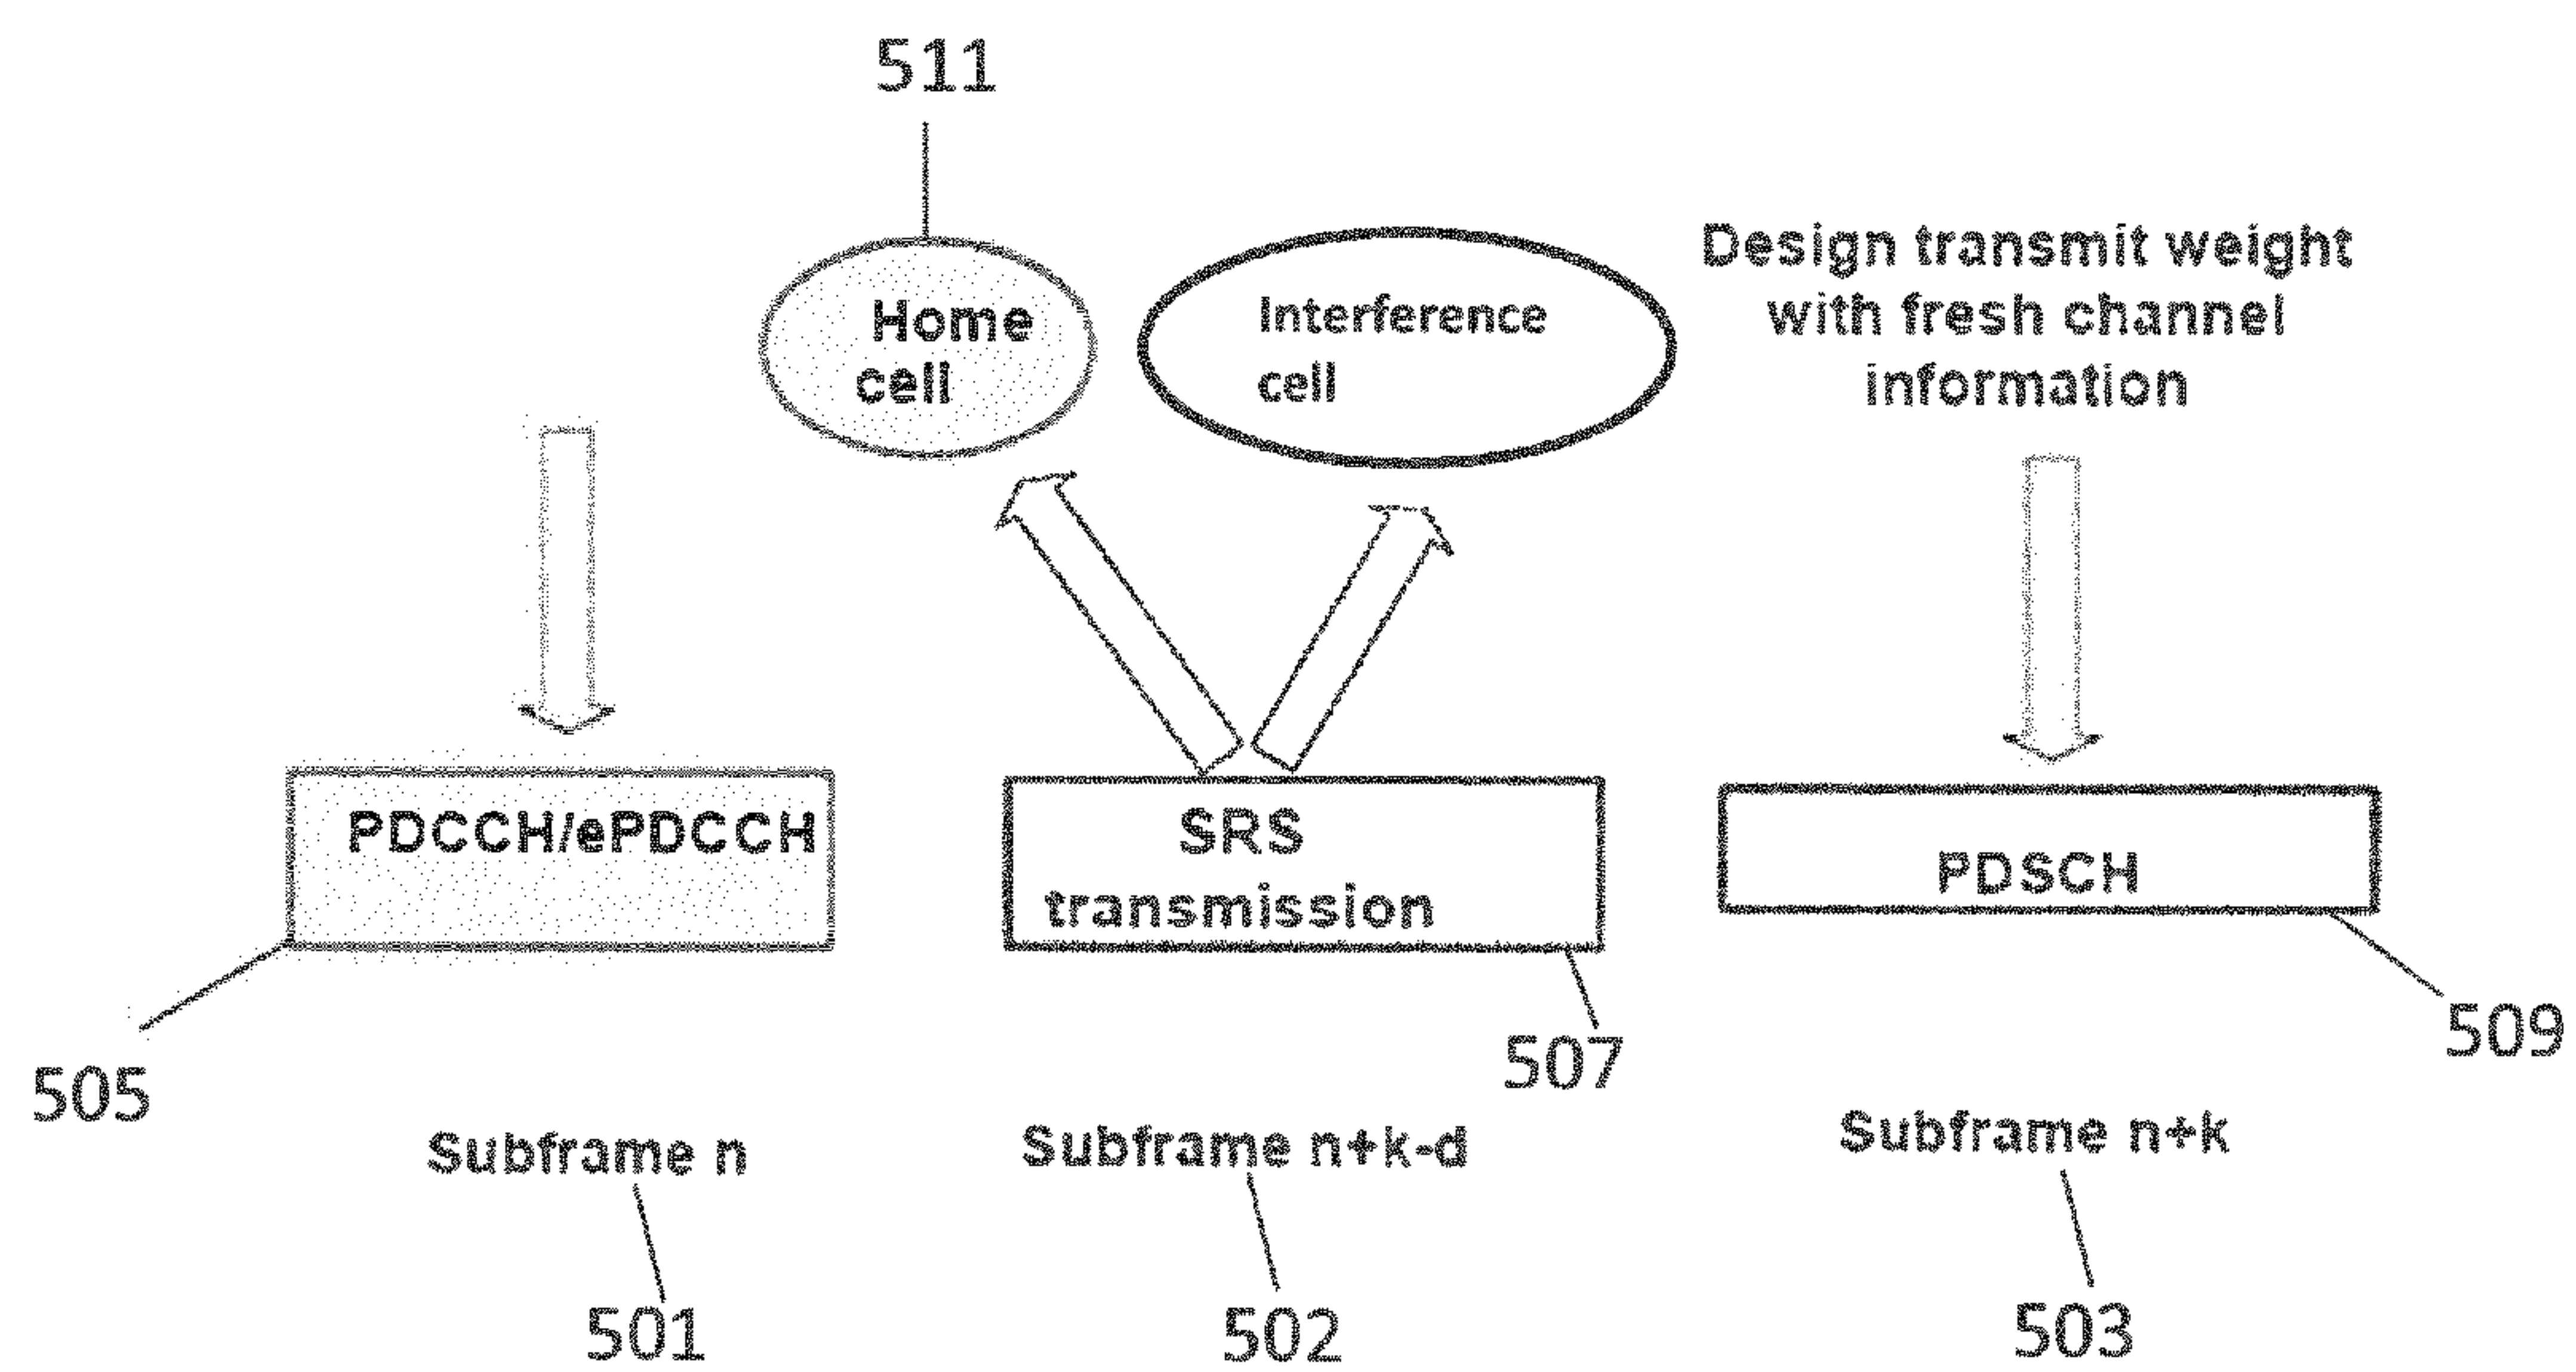 511
Home
cell
Interference
cell
Design transmit weight
with fresh channel
information
PDCCH/ePDCCH
SRS
transmission
PDSCH
505
507
509
Subframe n
Subframe n+k-d
Subframe n+k
501
502
503